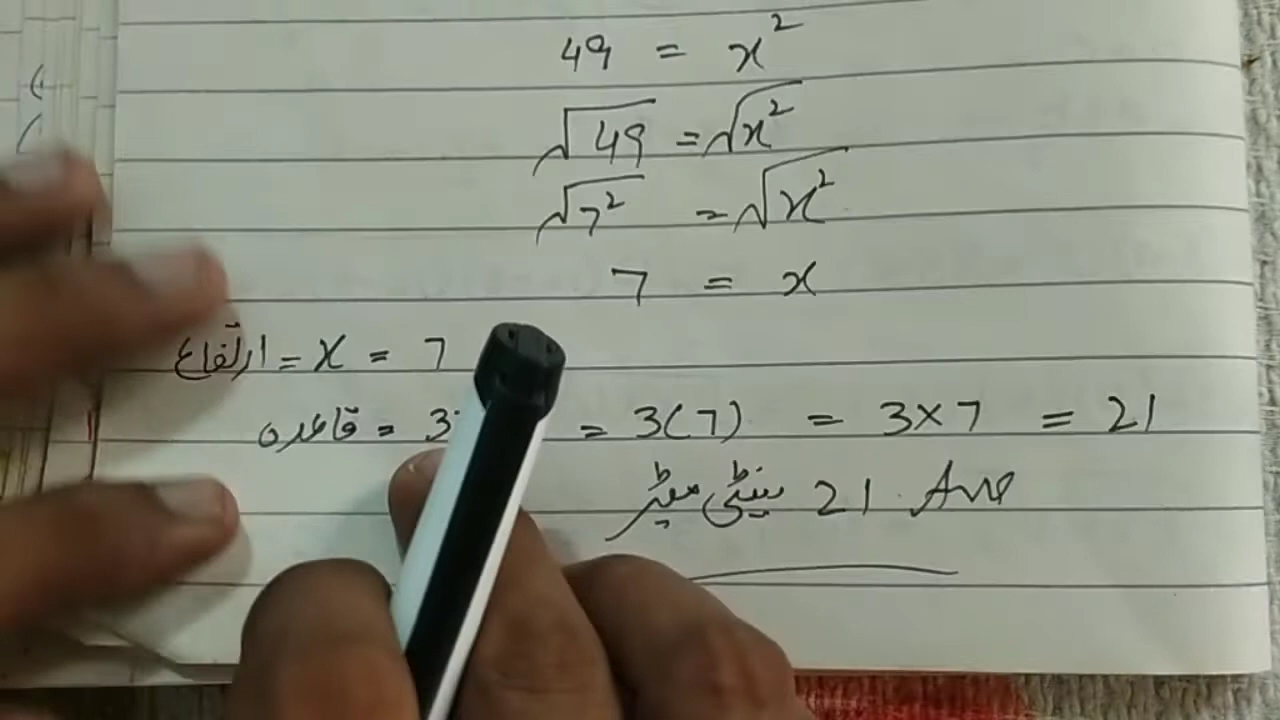 49 = x²
√49 = √x²
√7² = √x²
7 = x
ارتفاع = x = 7
قاعدہ = 3 = 3(7) = 3×7 = 21
21 سینٹی میٹر Ans